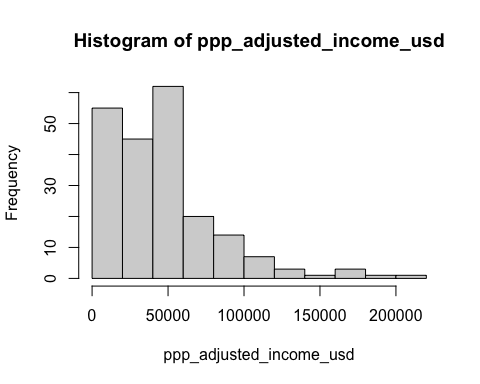 Histogram of ppp_adjusted_income_usd
Frequency
50
30
10
0
0 50000 100000 150000 200000
ppp_adjusted_income_usd